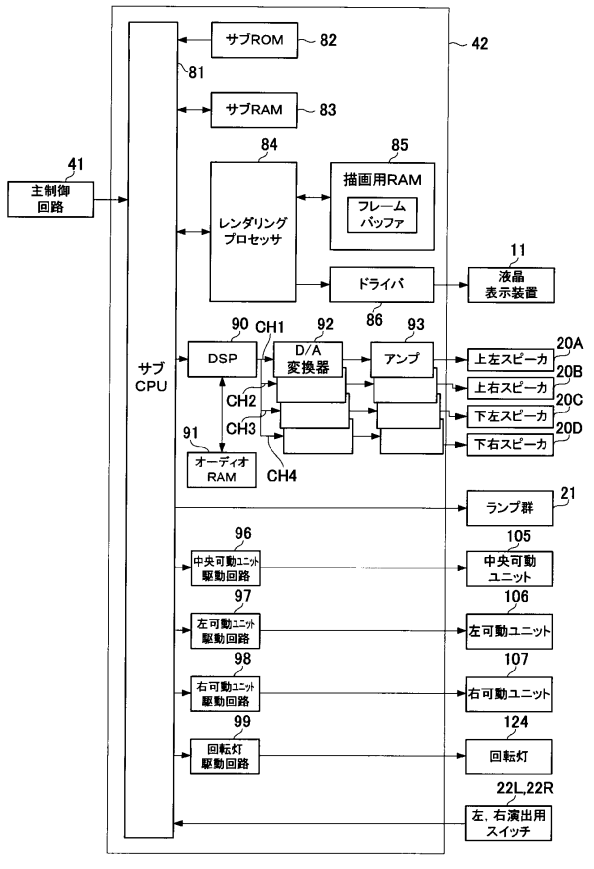 サブROM
82
42
81
サブRAM
83
41
主制御
回路
84
レンダリング
プロセッサ
85
描画用RAM
フレーム
バッファ
ドライバ
86
11
液晶
表示装置
サブ
CPU
90
DSP
CH1
92
D/A
変換器
93
アンプ
上左スピーカ
20A
CH2
上右スピーカ
20B
CH3
下左スピーカ
20C
CH4
下右スピーカ
20D
91
オーディオ
RAM
ランプ群
21
96
中央可動ユニット
駆動回路
105
中央可動
ユニット
97
左可動ユニット
駆動回路
106
左可動ユニット
98
右可動ユニット
駆動回路
107
右可動ユニット
99
回転灯
駆動回路
124
回転灯
22L,22R
左、右演出用
スイッチ